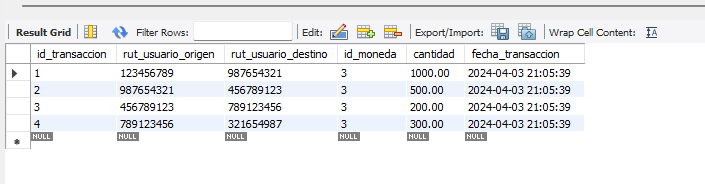 Result Grid Filter Rows: Edit: Export/Import: Wrap Cell Content: IA
id_transaccion rut_usuario_origen rut_usuario_destino id_moneda cantidad fecha_transaccion
1 123456789 987654321 3 1000.00 2024-04-03 21:05:39
2 987654321 456789123 3 500.00 2024-04-03 21:05:39
3 456789123 789123456 3 200.00 2024-04-03 21:05:39
4 789123456 321654987 3 300.00 2024-04-03 21:05:39
NULL NULL NULL NULL NULL NULL